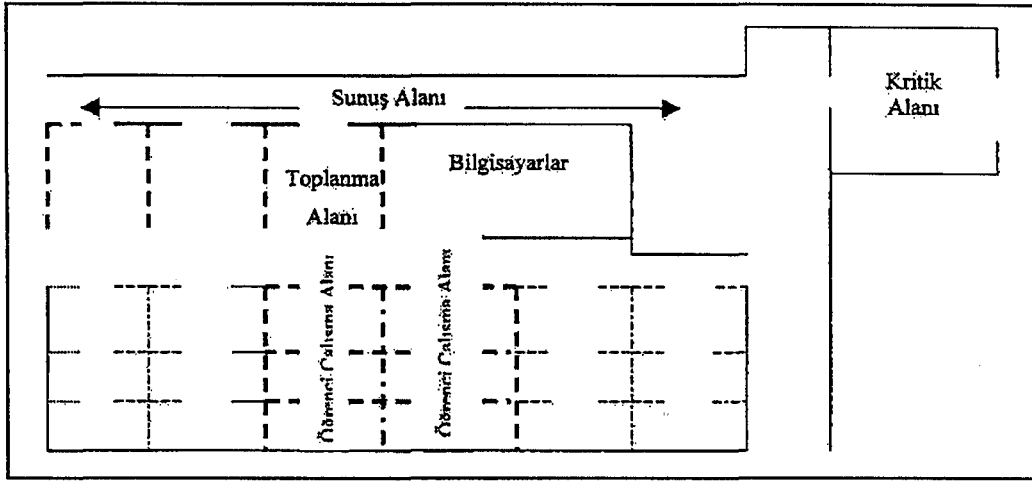 Sunuş Alanı
Kritik
Alanı
Bilgisayarlar
Toplanma
Alanı
Öğrenci Çalışma Alanı
Öğrenci Çalışma Alanı